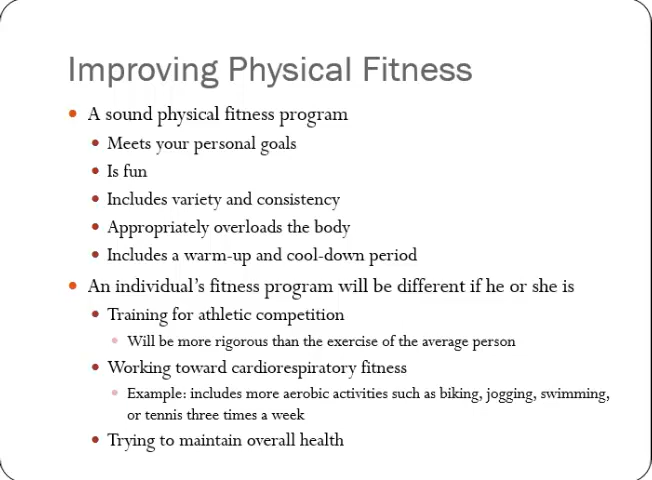 Improving Physical Fitness
A sound physical fitness program
Meets your personal goals
Is fun
Includes variety and consistency
Appropriately overloads the body
Includes a warm-up and cool-down period
An individual's fitness program will be different if he or she is
Training for athletic competition
Will be more rigorous than the exercise of the average person
Working toward cardiorespiratory fitness
Example: includes more aerobic activities such as biking, jogging, swimming,
or tennis three times a week
Trying to maintain overall health